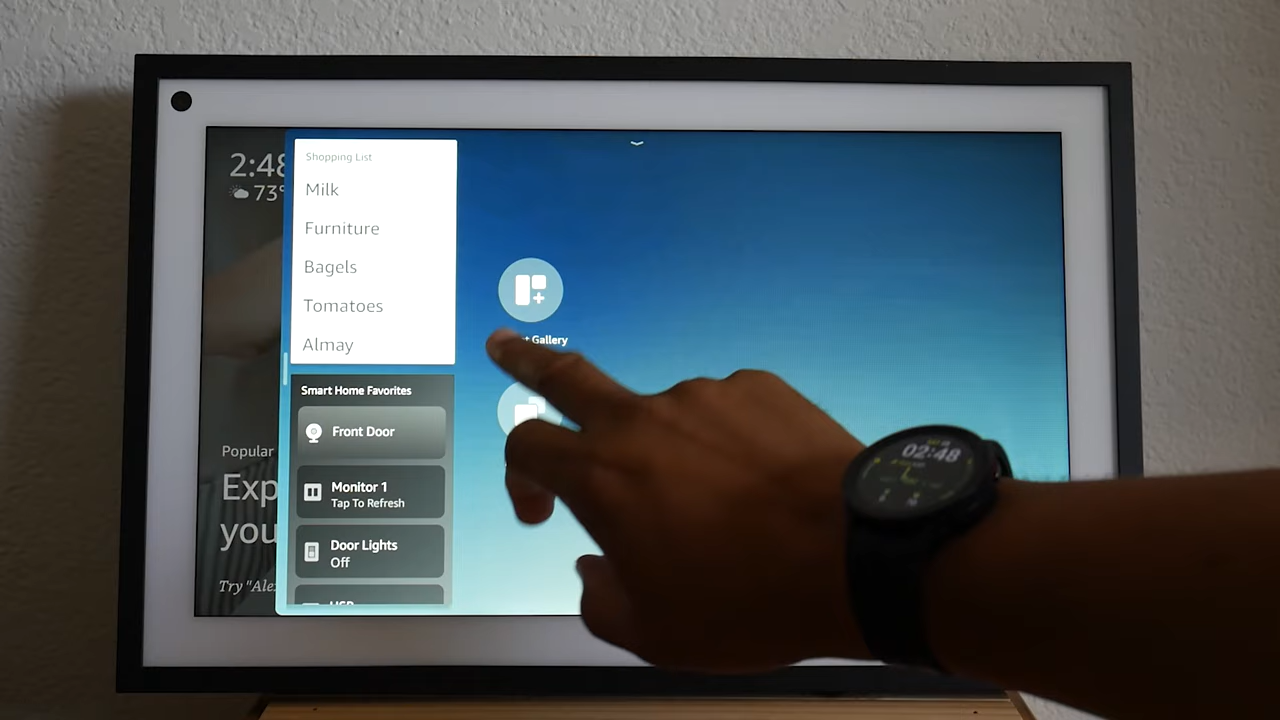 2:48
73°
Shopping List
Milk
Furniture
Bagels
Tomatoes
Almay
Gallery
Smart Home Favorites
Front Door
Monitor 1
Tap To Refresh
Door Lights
Off
Popular
Exp
you
Try "Ale
02:48